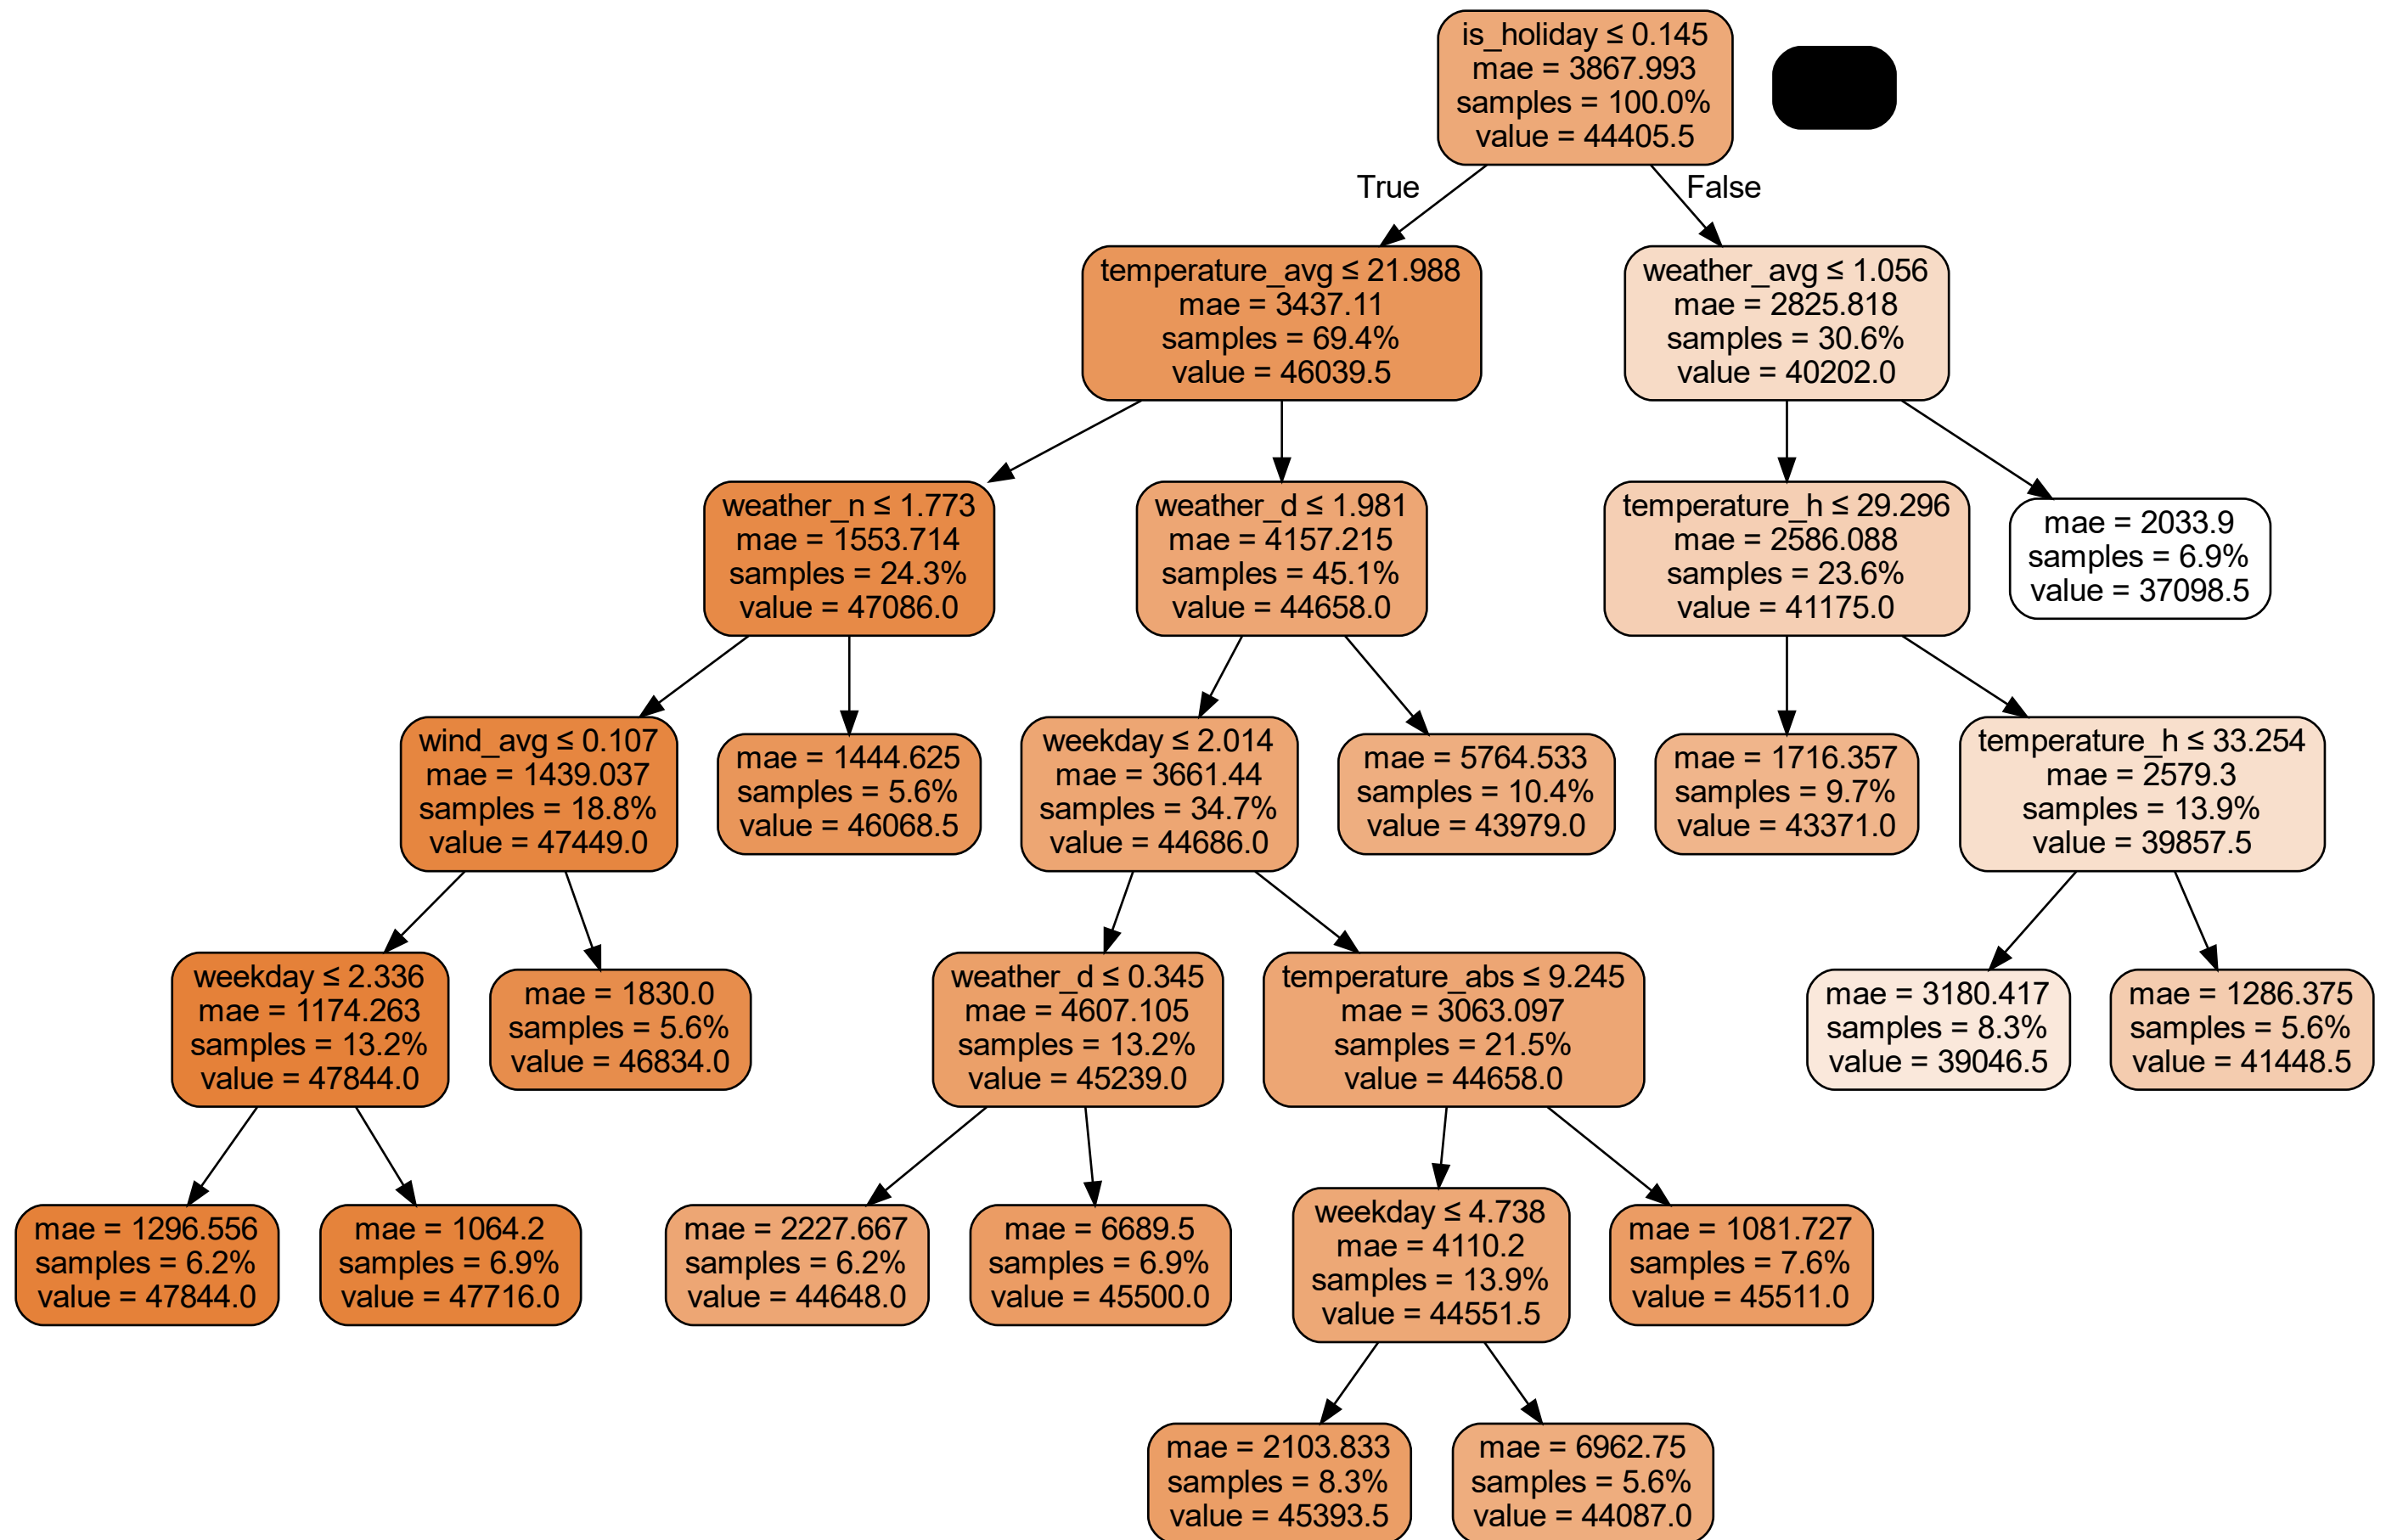 is_holiday ≤ 0.145
mae = 3867.993
samples = 100.0%
value = 44405.5
True
False
temperature_avg ≤ 21.988
mae = 3437.11
samples = 69.4%
value = 46039.5
weather_avg ≤ 1.056
mae = 2825.818
samples = 30.6%
value = 40202.0
weather_n ≤ 1.773
mae = 1553.714
samples = 24.3%
value = 47086.0
weather_d ≤ 1.981
mae = 4157.215
samples = 45.1%
value = 44658.0
temperature_h ≤ 29.296
mae = 2586.088
samples = 23.6%
value = 41175.0
mae = 2033.9
samples = 6.9%
value = 37098.5
wind_avg ≤ 0.107
mae = 1439.037
samples = 18.8%
value = 47449.0
mae = 1444.625
samples = 5.6%
value = 46068.5
weekday ≤ 2.014
mae = 3661.44
samples = 34.7%
value = 44686.0
mae = 5764.533
samples = 10.4%
value = 43979.0
mae = 1716.357
samples = 9.7%
value = 43371.0
temperature_h ≤ 33.254
mae = 2579.3
samples = 13.9%
value = 39857.5
weekday ≤ 2.336
mae = 1174.263
samples = 13.2%
value = 47844.0
mae = 1830.0
samples = 5.6%
value = 46834.0
weather_d ≤ 0.345
mae = 4607.105
samples = 13.2%
value = 45239.0
temperature_abs ≤ 9.245
mae = 3063.097
samples = 21.5%
value = 44658.0
mae = 3180.417
samples = 8.3%
value = 39046.5
mae = 1286.375
samples = 5.6%
value = 41448.5
mae = 1296.556
samples = 6.2%
value = 47844.0
mae = 1064.2
samples = 6.9%
value = 47716.0
mae = 2227.667
samples = 6.2%
value = 44648.0
mae = 6689.5
samples = 6.9%
value = 45500.0
weekday ≤ 4.738
mae = 4110.2
samples = 13.9%
value = 44551.5
mae = 1081.727
samples = 7.6%
value = 45511.0
mae = 2103.833
samples = 8.3%
value = 45393.5
mae = 6962.75
samples = 5.6%
value = 44087.0